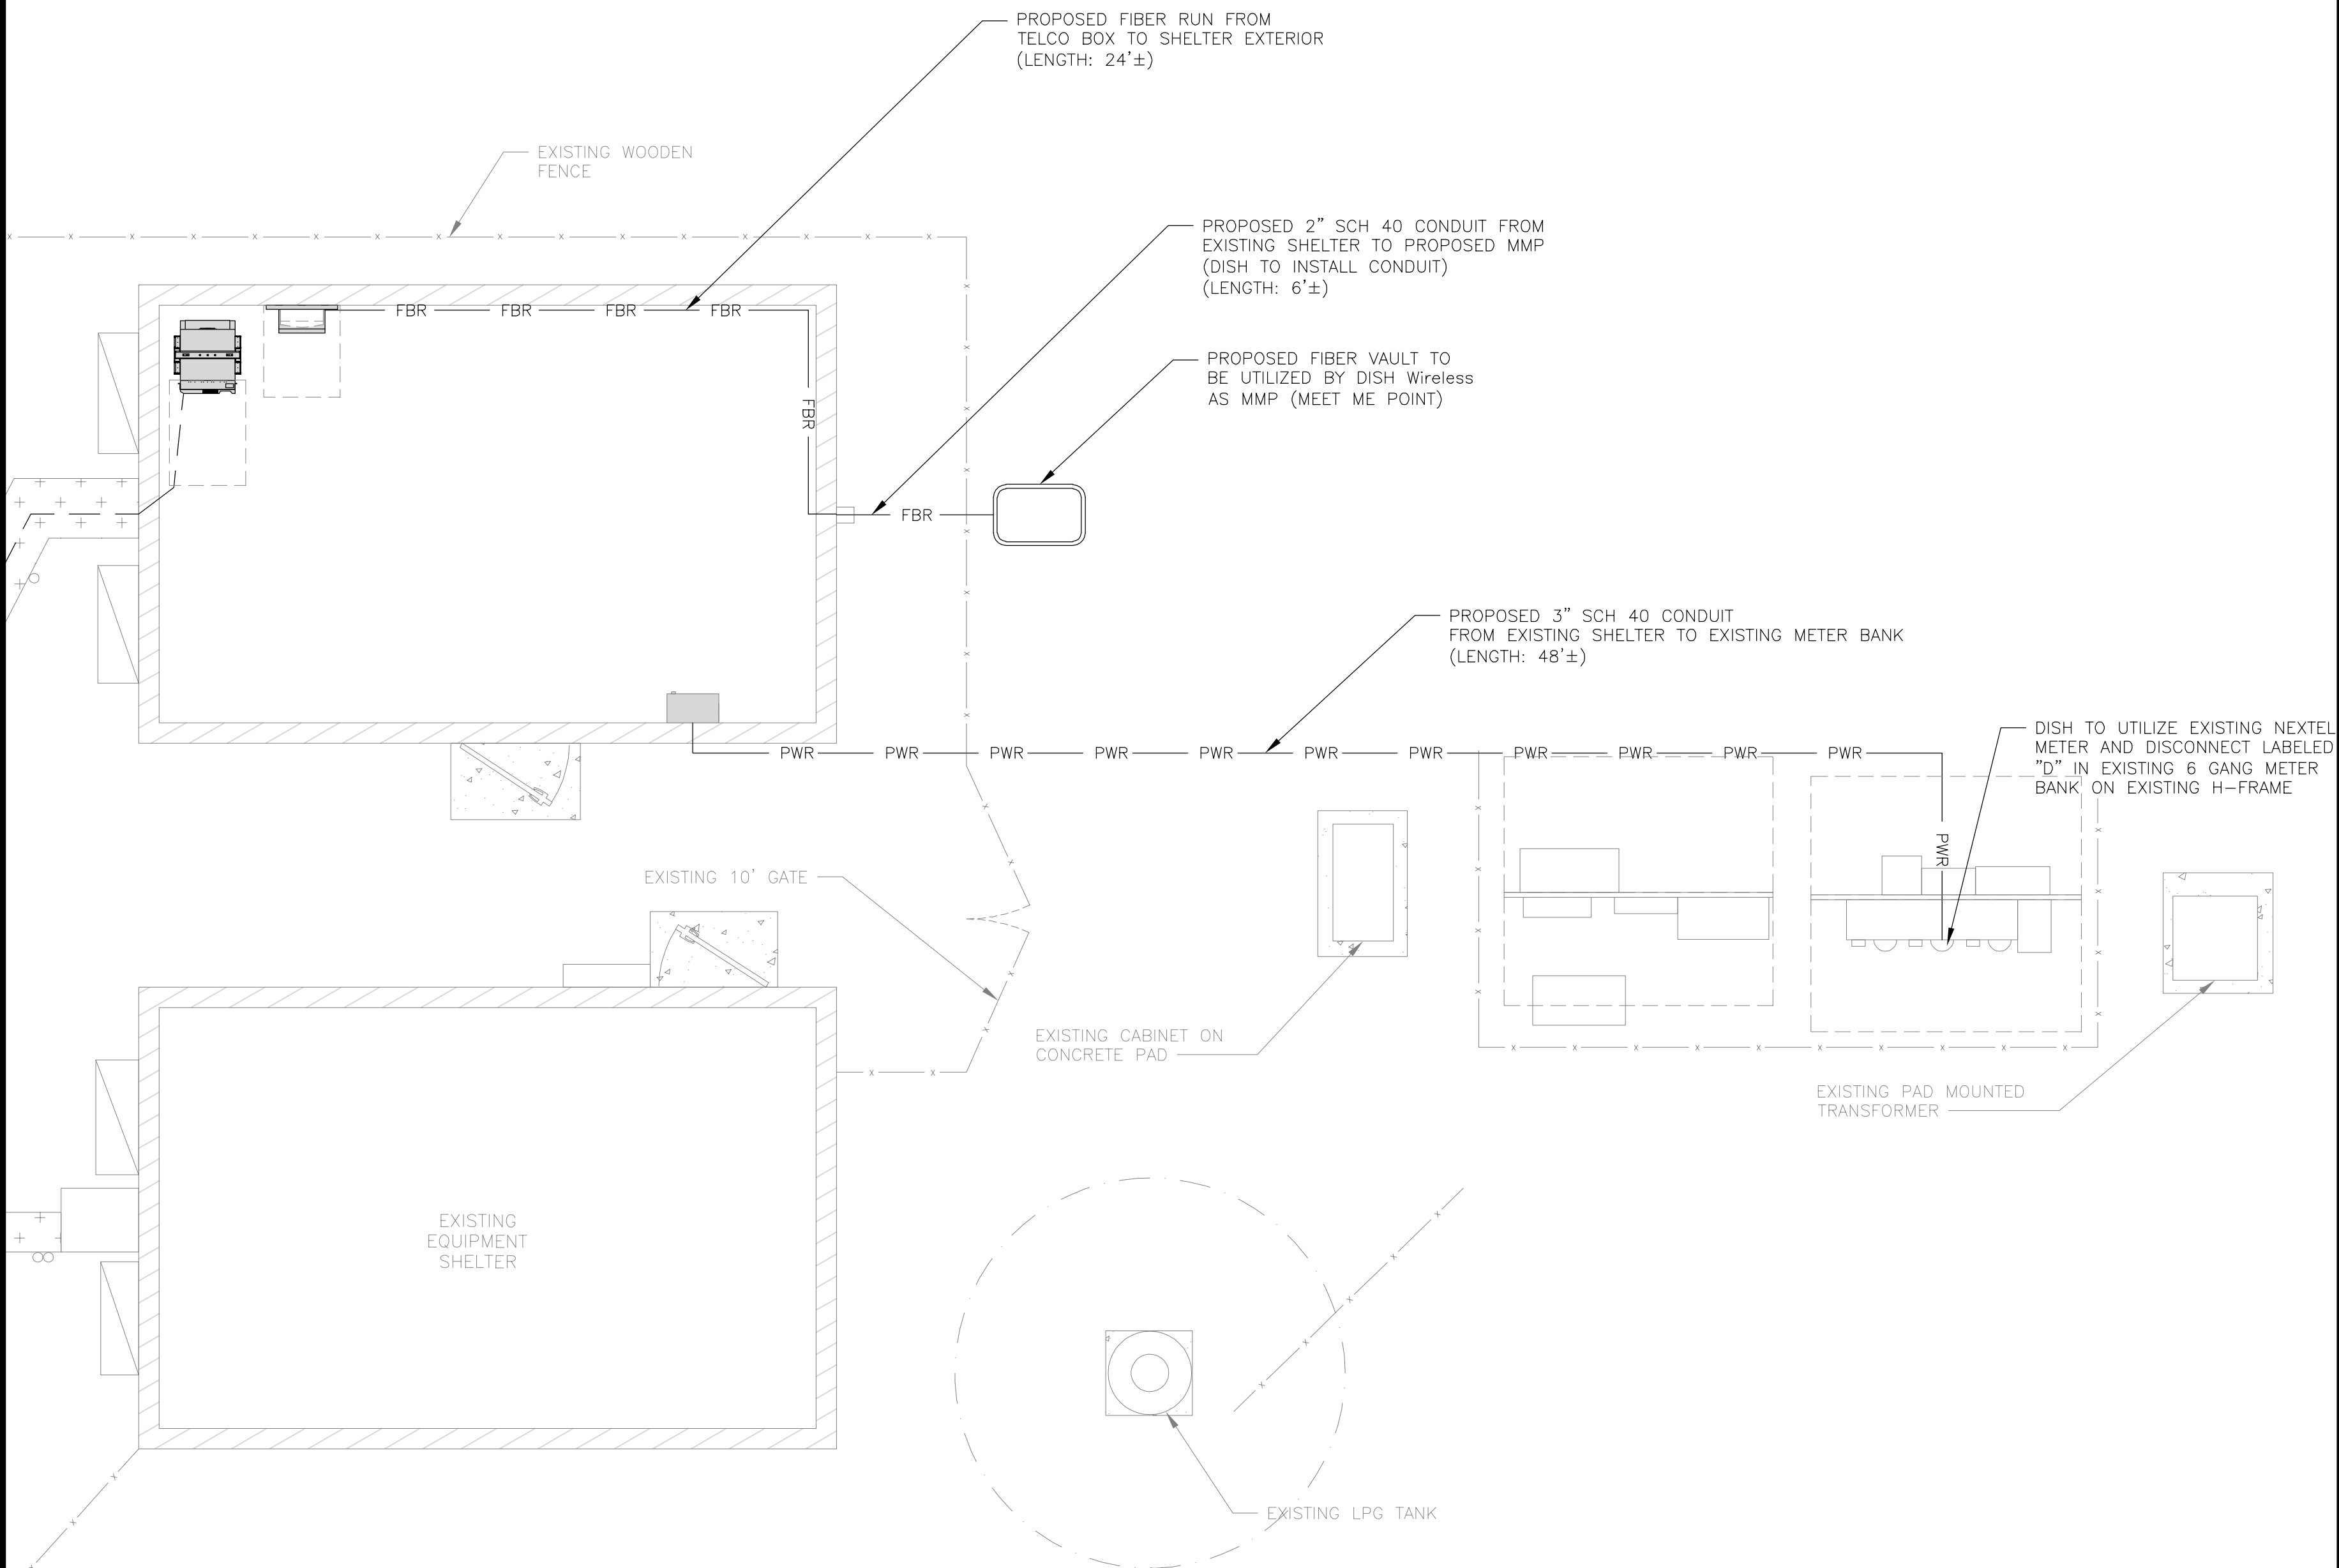 PROPOSED FIBER RUN FROM
TELCO BOX TO SHELTER EXTERIOR
(LENGTH: 24'±)
EXISTING WOODEN
FENCE
PROPOSED 2" SCH 40 CONDUIT FROM
EXISTING SHELTER TO PROPOSED MMP
(DISH TO INSTALL CONDUIT)
(LENGTH: 6'±)
FBR FBR FBR FBR
PROPOSED FIBER VAULT TO
BE UTILIZED BY DISH Wireless
AS MMP (MEET ME POINT)
FBR
FBR
PROPOSED 3" SCH 40 CONDUIT
FROM EXISTING SHELTER TO EXISTING METER BANK
(LENGTH: 48'±)
DISH TO UTILIZE EXISTING NEXTEL
METER AND DISCONNECT LABELED
"D" IN EXISTING 6 GANG METER
BANK ON EXISTING H-FRAME
PWR PWR PWR PWR PWR PWR PWR PWR PWR PWR PWR
PWR
EXISTING 10' GATE
EXISTING CABINET ON
CONCRETE PAD
EXISTING PAD MOUNTED
TRANSFORMER
EXISTING
EQUIPMENT
SHELTER
EXISTING LPG TANK